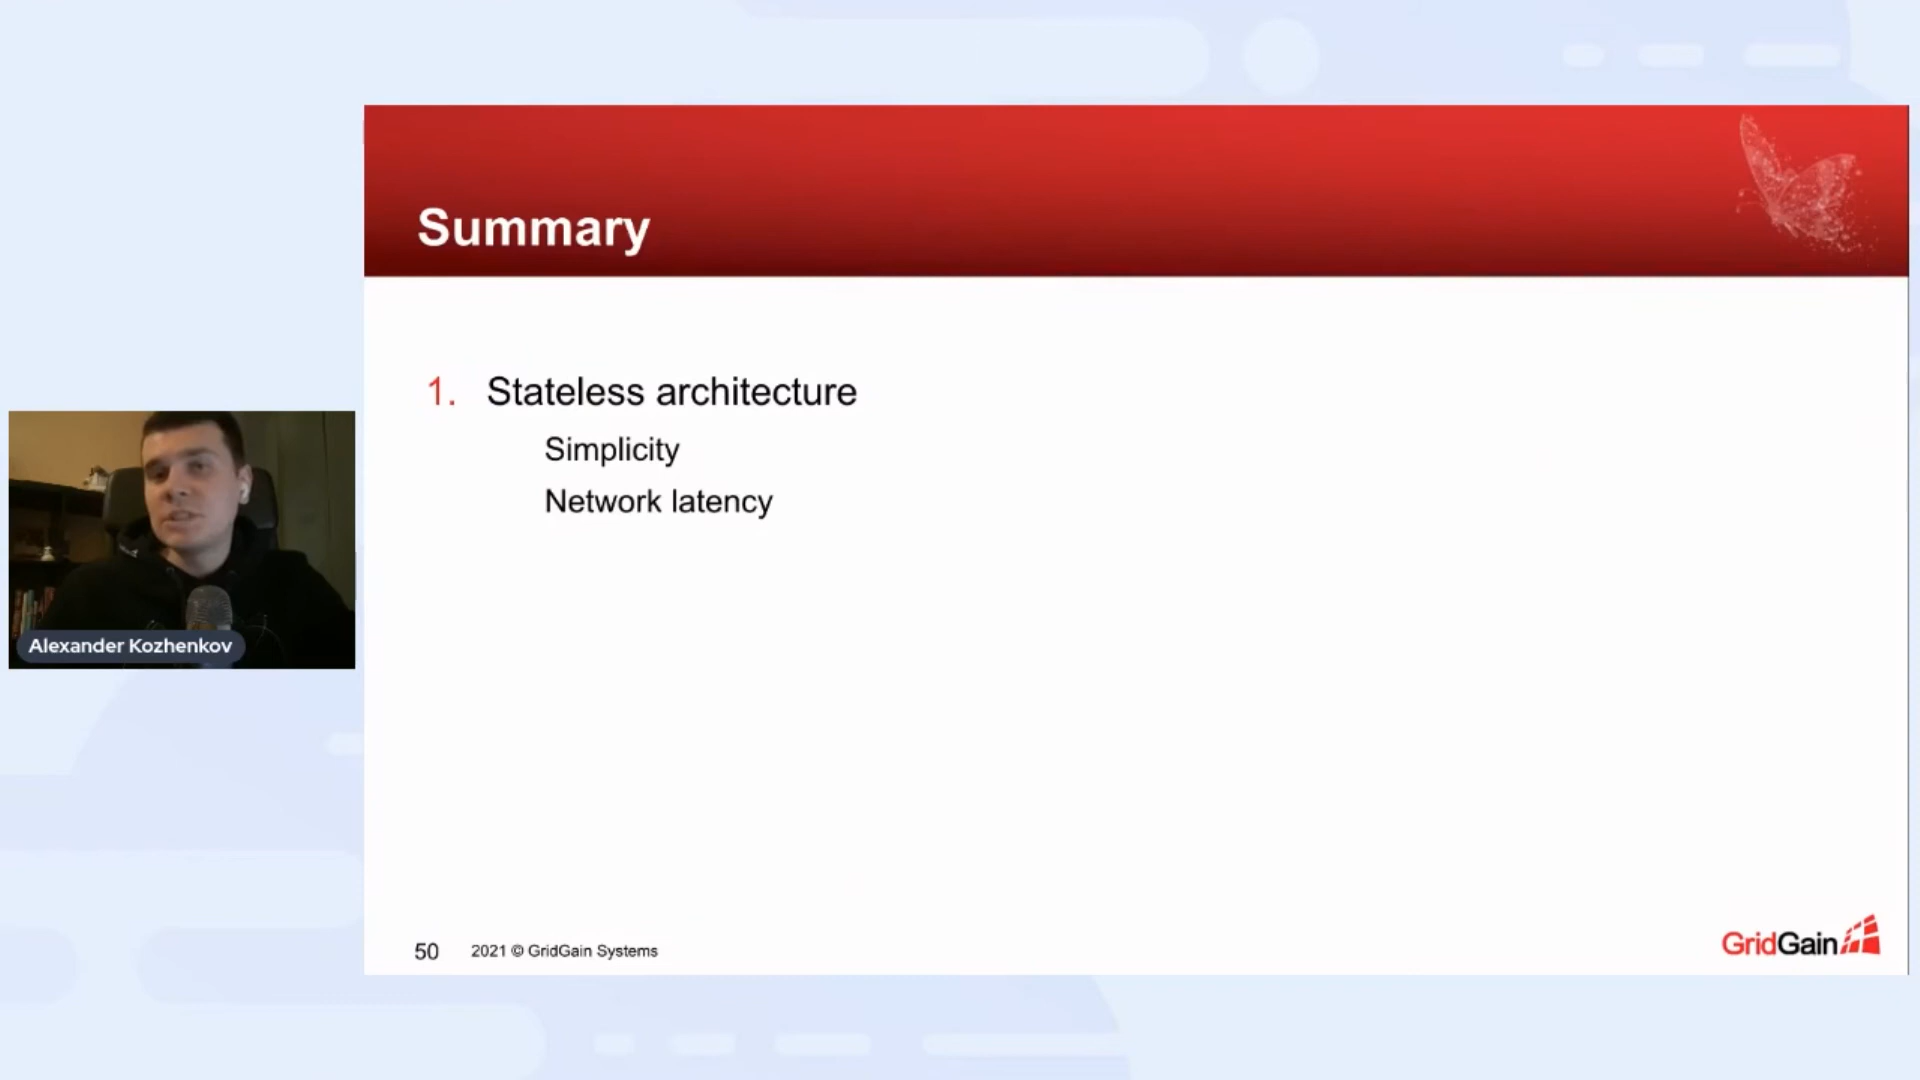 Summary
1. Stateless architecture
Simplicity
Network latency
Alexander Kozhenkov
50 2021 © GridGain Systems
GridGain